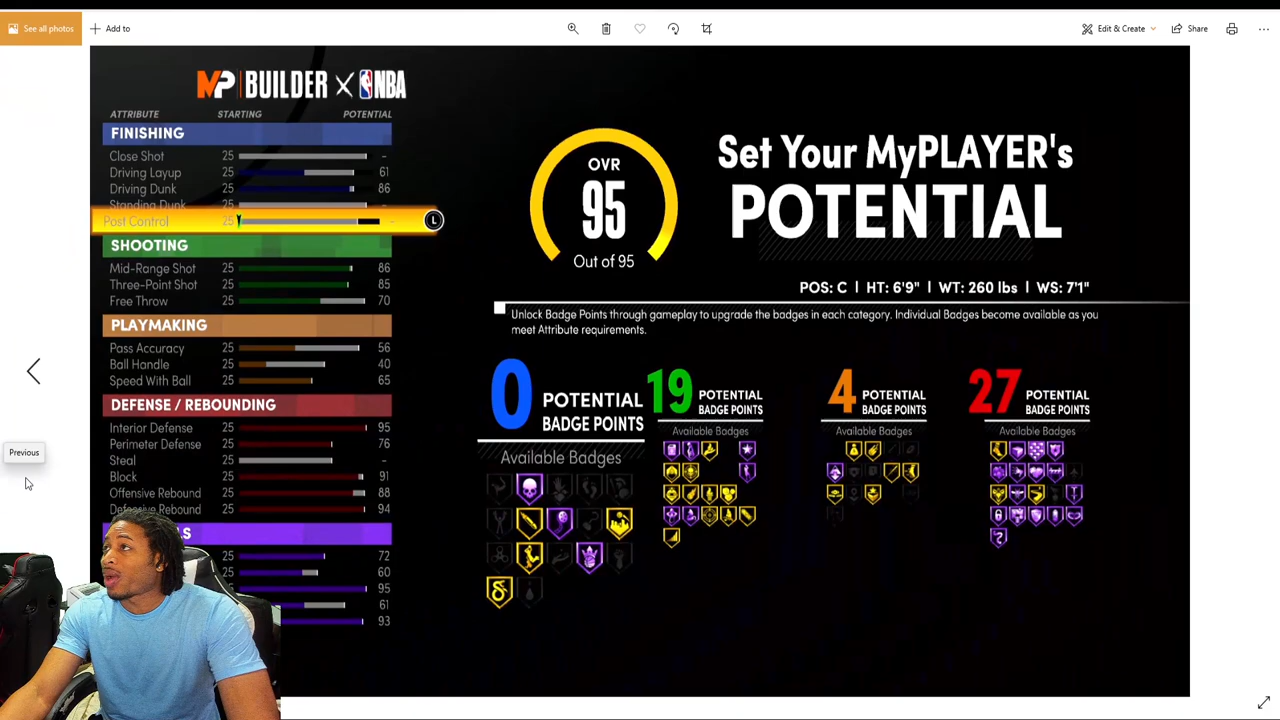 See all photos
Add to
Edit & Create
Share
MP BUILDER X NBA
ATTRIBUTE STARTING POTENTIAL
FINISHING
Close Shot 25 -
Driving Layup 25 61
Driving Dunk 25 86
Standing Dunk 25 -
Post Control 25 -
L
SHOOTING
Mid-Range Shot 25 86
Three-Point Shot 25 85
Free Throw 25 70
PLAYMAKING
Pass Accuracy 25 56
Ball Handle 25 40
Speed With Ball 25 65
DEFENSE / REBOUNDING
Interior Defense 25 95
Perimeter Defense 25 76
Steal 25 -
Block 25 91
Offensive Rebound 25 88
Defensive Rebound 25 94
25 72
25 60
25 95
61
93
Previous
OVR
95
Out of 95
Set Your MyPLAYER's
POTENTIAL
POS: C | HT: 6'9" | WT: 260 lbs | WS: 7'1"
Unlock Badge Points through gameplay to upgrade the badges in each category. Individual Badges become available as you
meet Attribute requirements.
0 POTENTIAL BADGE POINTS
Available Badges
19 POTENTIAL BADGE POINTS
Available Badges
4 POTENTIAL BADGE POINTS
Available Badges
27 POTENTIAL BADGE POINTS
Available Badges